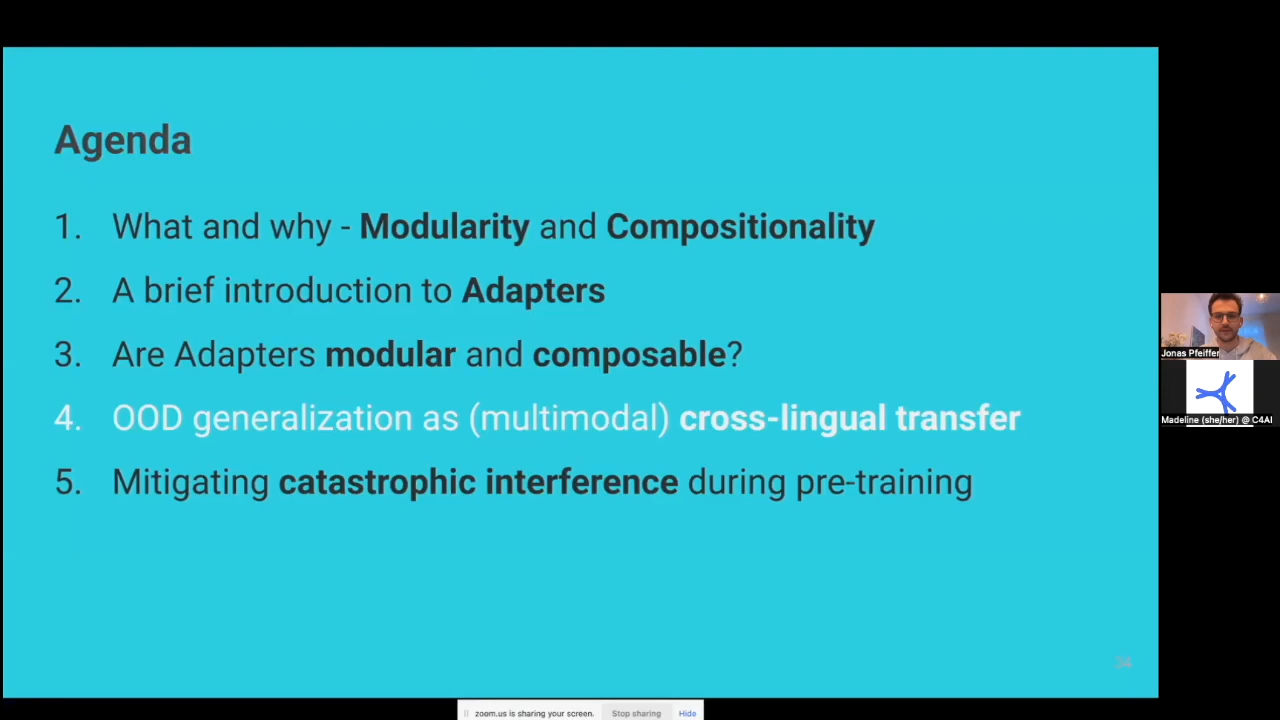 Agenda
1. What and why - Modularity and Compositionality
2. A brief introduction to Adapters
3. Are Adapters modular and composable?
4. OOD generalization as (multimodal) cross-lingual transfer
5. Mitigating catastrophic interference during pre-training
34
Jonas Pfeiffer
Madeline (she/her) @ C4AI
zoom.us is sharing your screen. Stop sharing Hide